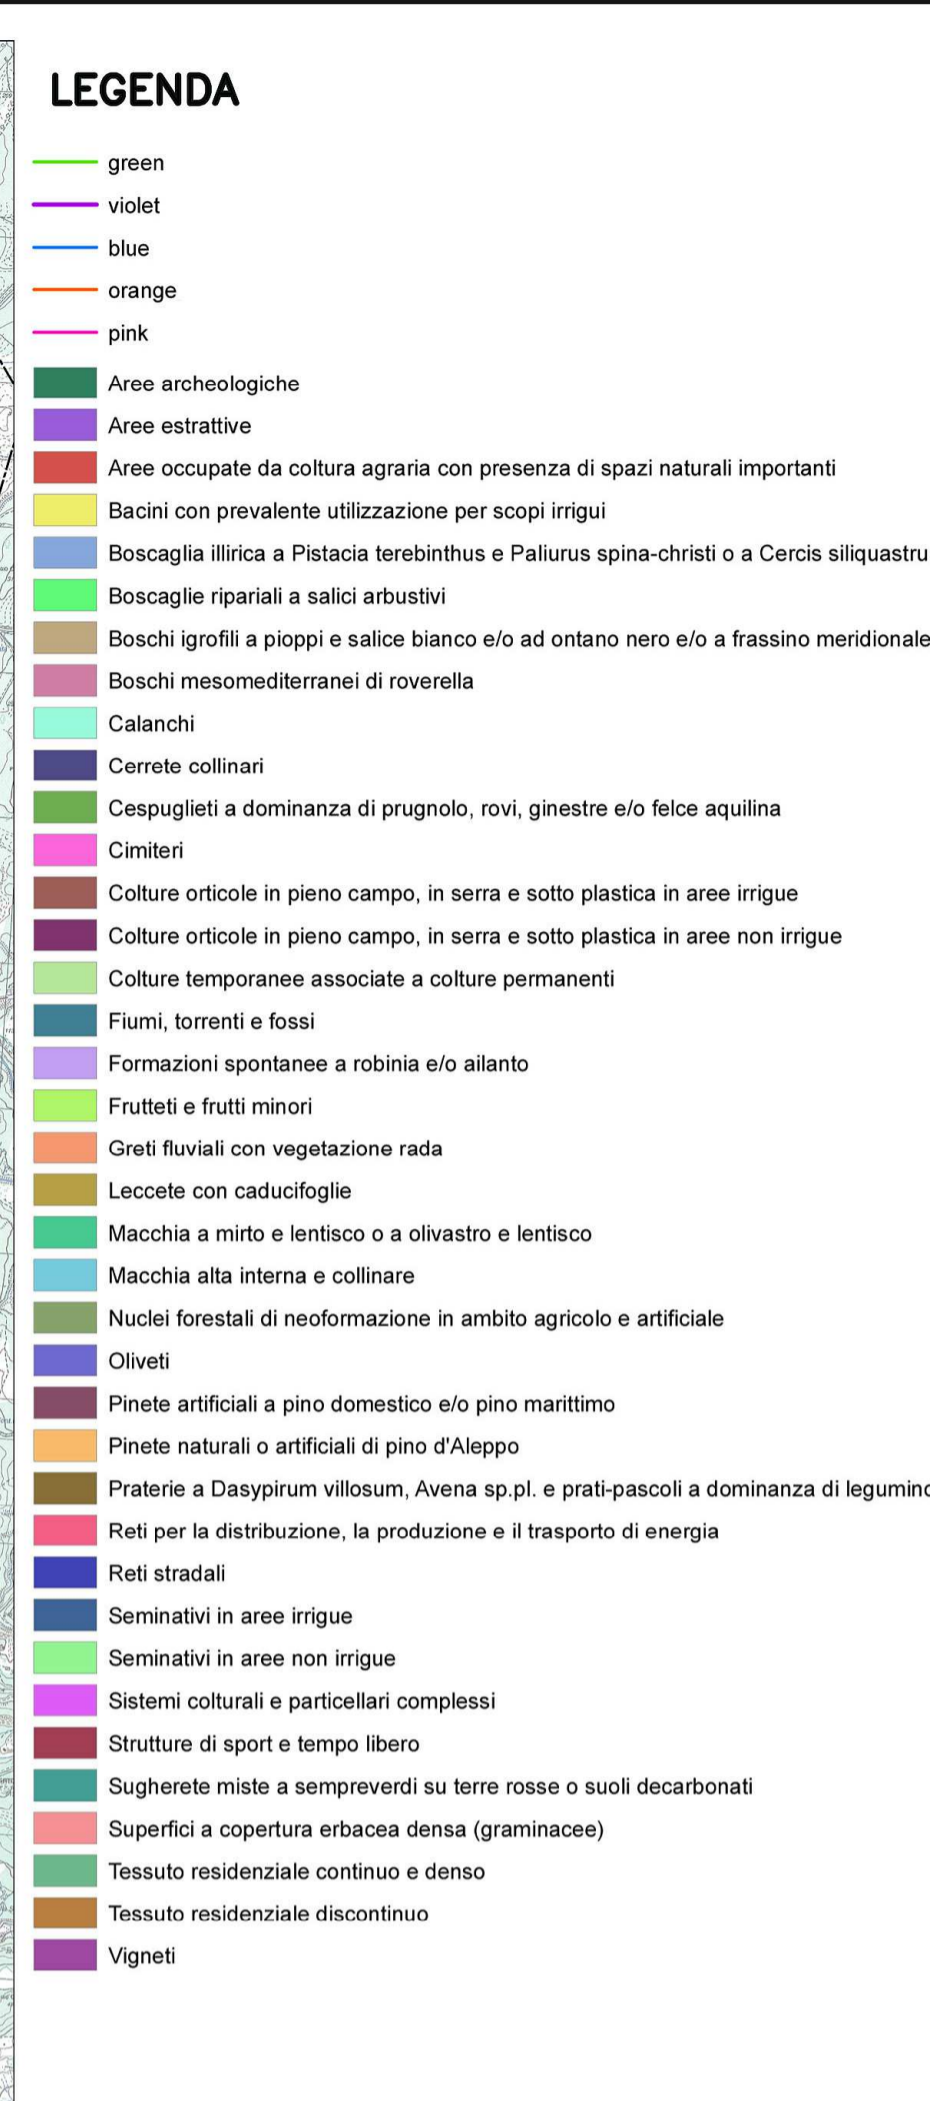 LEGENDA
green
violet
blue
orange
pink
Aree archeologiche
Aree estrattive
Aree occupate da coltura agraria con presenza di spazi naturali importanti
Bacini con prevalente utilizzazione per scopi irrigui
Boscaglia illirica a Pistacia terebinthus e Paliurus spina-christi o a Cercis siliquastru
Boscaglie ripariali a salici arbustivi
Boschi igrofili a pioppi e salice bianco e/o ad ontano nero e/o a frassino meridionale
Boschi mesomediterranei di roverella
Calanchi
Cerrete collinari
Cespuglieti a dominanza di prugnolo, rovi, ginestre e/o felce aquilina
Cimiteri
Colture orticole in pieno campo, in serra e sotto plastica in aree irrigue
Colture orticole in pieno campo, in serra e sotto plastica in aree non irrigue
Colture temporanee associate a colture permanenti
Fiumi, torrenti e fossi
Formazioni spontanee a robinia e/o ailanto
Frutteti e frutti minori
Greti fluviali con vegetazione rada
Leccete con caducifoglie
Macchia a mirto e lentisco o a olivastro e lentisco
Macchia alta interna e collinare
Nuclei forestali di neoformazione in ambito agricolo e artificiale
Oliveti
Pinete artificiali a pino domestico e/o pino marittimo
Pinete naturali o artificiali di pino d'Aleppo
Praterie a Dasypirum villosum, Avena sp.pl. e prati-pascoli a dominanza di legumino
Reti per la distribuzione, la produzione e il trasporto di energia
Reti stradali
Seminativi in aree irrigue
Seminativi in aree non irrigue
Sistemi colturali e particellari complessi
Strutture di sport e tempo libero
Sugherete miste a sempreverdi su terre rosse o suoli decarbonati
Superfici a copertura erbacea densa (graminacee)
Tessuto residenziale continuo e denso
Tessuto residenziale discontinuo
Vigneti